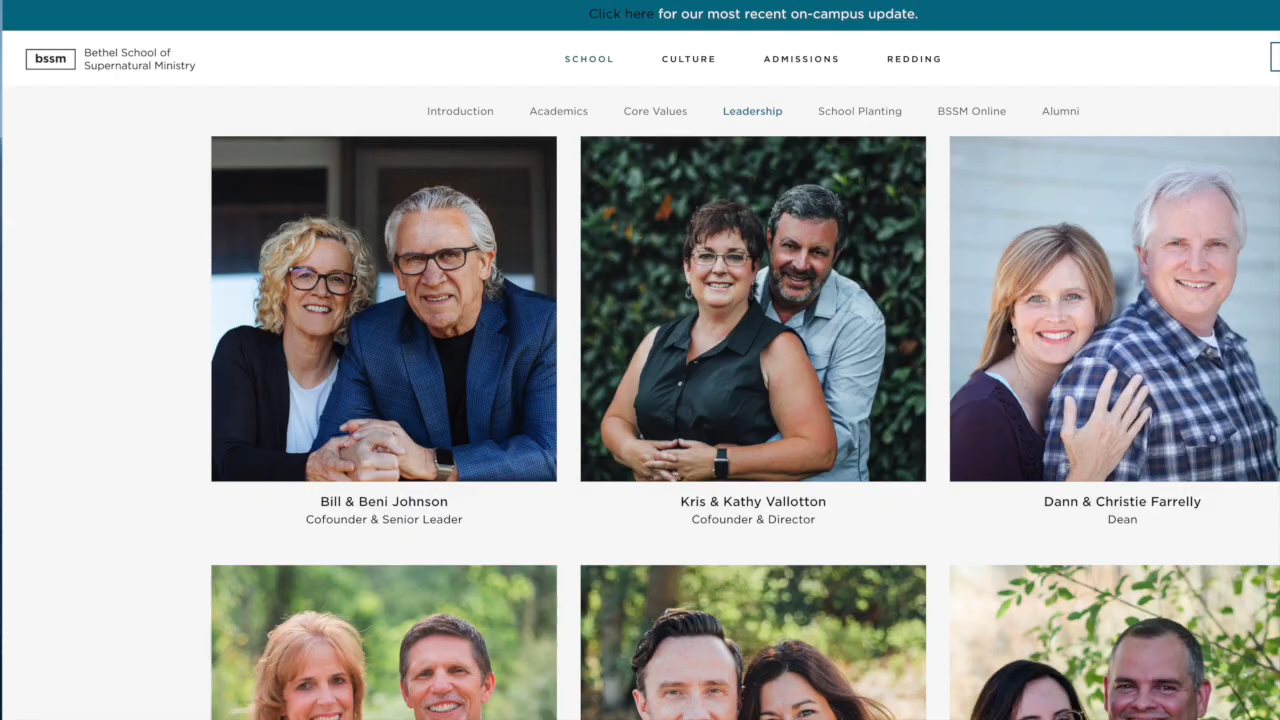 Click here for our most recent on-campus update.
bssm
Bethel School of
Supernatural Ministry
SCHOOL CULTURE ADMISSIONS REDDING
Introduction Academics Core Values Leadership School Planting BSSM Online Alumni
Bill & Beni Johnson
Cofounder & Senior Leader
Kris & Kathy Vallotton
Cofounder & Director
Dann & Christie Farrelly
Dean